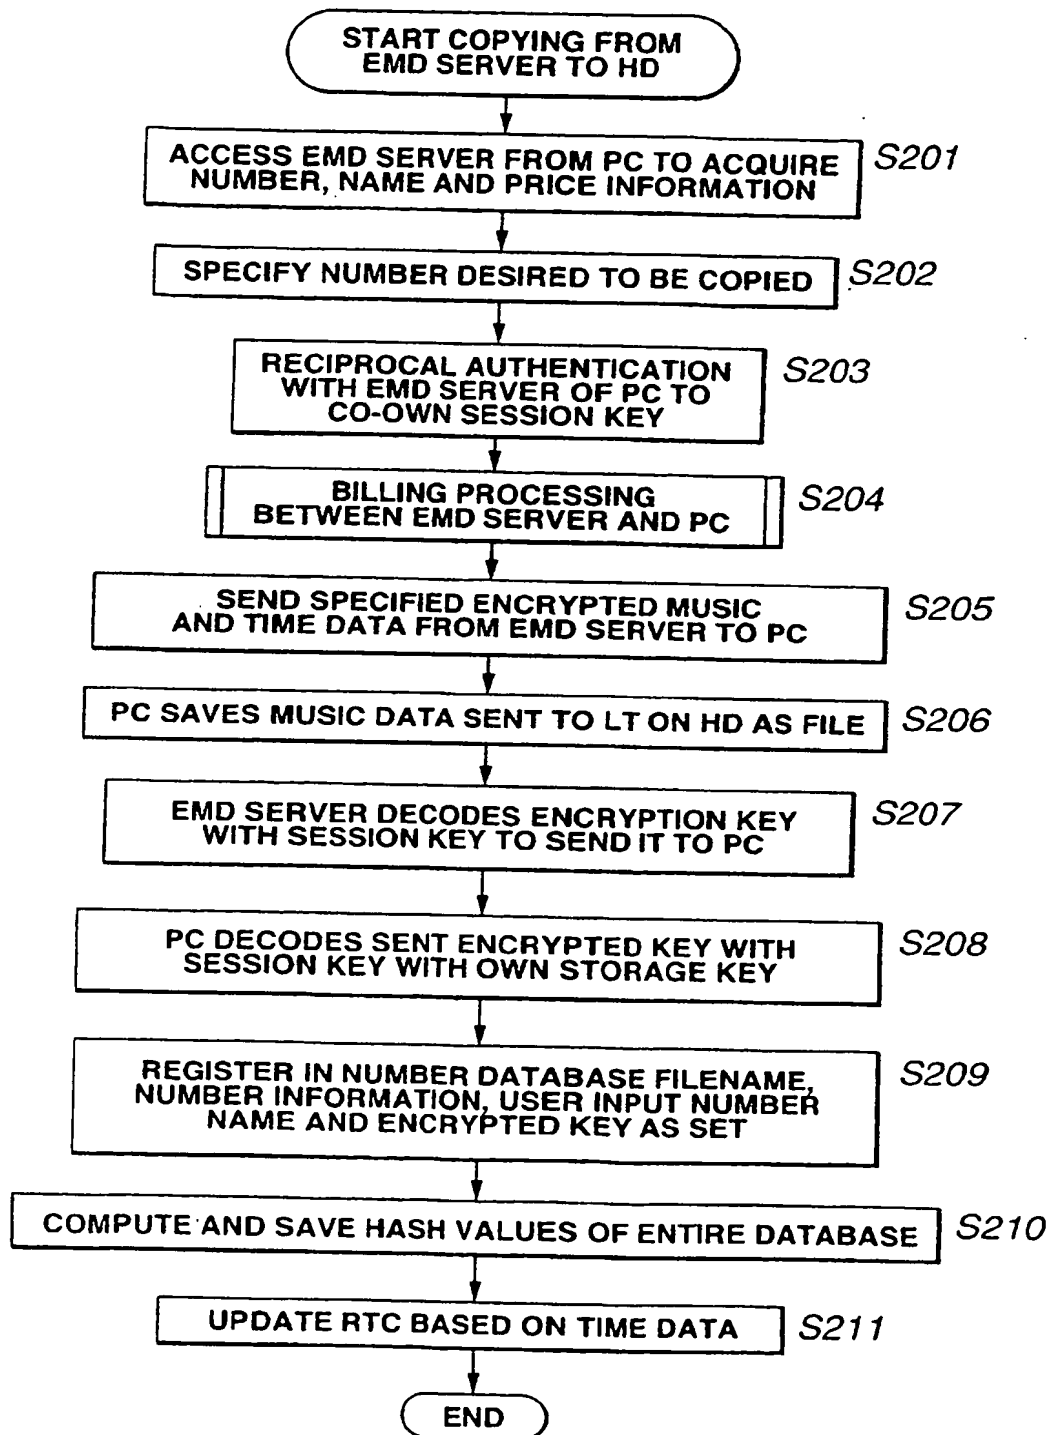 START COPYING FROM
EMD SERVER TO HD
ACCESS EMD SERVER FROM PC TO ACQUIRE
NUMBER, NAME AND PRICE INFORMATION
S201
SPECIFY NUMBER DESIRED TO BE COPIED
S202
RECIPROCAL AUTHENTICATION
WITH EMD SERVER OF PC TO
CO-OWN SESSION KEY
S203
BILLING PROCESSING
BETWEEN EMD SERVER AND PC
S204
SEND SPECIFIED ENCRYPTED MUSIC
AND TIME DATA FROM EMD SERVER TO PC
S205
PC SAVES MUSIC DATA SENT TO LT ON HD AS FILE
S206
EMD SERVER DECODES ENCRYPTION KEY
WITH SESSION KEY TO SEND IT TO PC
S207
PC DECODES SENT ENCRYPTED KEY WITH
SESSION KEY WITH OWN STORAGE KEY
S208
REGISTER IN NUMBER DATABASE FILENAME,
NUMBER INFORMATION, USER INPUT NUMBER
NAME AND ENCRYPTED KEY AS SET
S209
COMPUTE AND SAVE HASH VALUES OF ENTIRE DATABASE
S210
UPDATE RTC BASED ON TIME DATA
S211
END